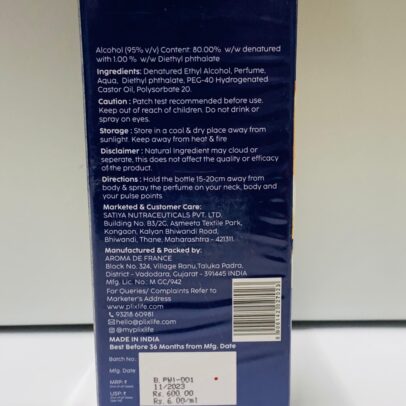 Alcohol (95% v/v) Content: 80.00% w/w denatured
with 1.00 % w/w Diethyl phthalate
Ingredients: Denatured Ethyl Alcohol, Perfume,
Aqua, Diethyl phthalate, PEG-40 Hydrogenated
Castor Oil, Polysorbate 20.
Caution : Patch test recommended before use.
Keep out of reach of children. Do not drink or
spray on eyes.
Storage : Store in a cool & dry place away from
sunlight. Keep away from heat & fire
Disclaimer : Natural Ingredient may cloud or
seperate, this does not affect the quality or efficacy
of the product.
Directions : Hold the bottle 15-20cm away from
body & spray the perfume on your neck, body and
your pulse points
Marketed & Customer Care:
SATIYA NUTRACEUTICALS PVT. LTD.
Building No. B3/2G, Asmeeta Textile Park,
Kongaon, Kalyan Bhiwandi Road,
Bhiwandi, Thane, Maharashtra - 421311.
Manufactured & Packed by:
AROMA DE FRANCE
Block No. 324, Village Ranu,Taluka Padra,
District - Vadodara, Gujarat - 391445 INDIA
Mfg. Lic. No.: M GC/942
For Queries/ Complaints Refer to
Marketer's Address
www.plixlife.com
93218 60981
hello@plixlife.com
@myplixlife
MADE IN INDIA
Best Before 36 Months from Mfg. Date
Batch No.
B.PW1-001
Mfg. Date
11/2023
MRP: ₹
Rs. 600.00
USP: ₹
Rs. 6.00/ml